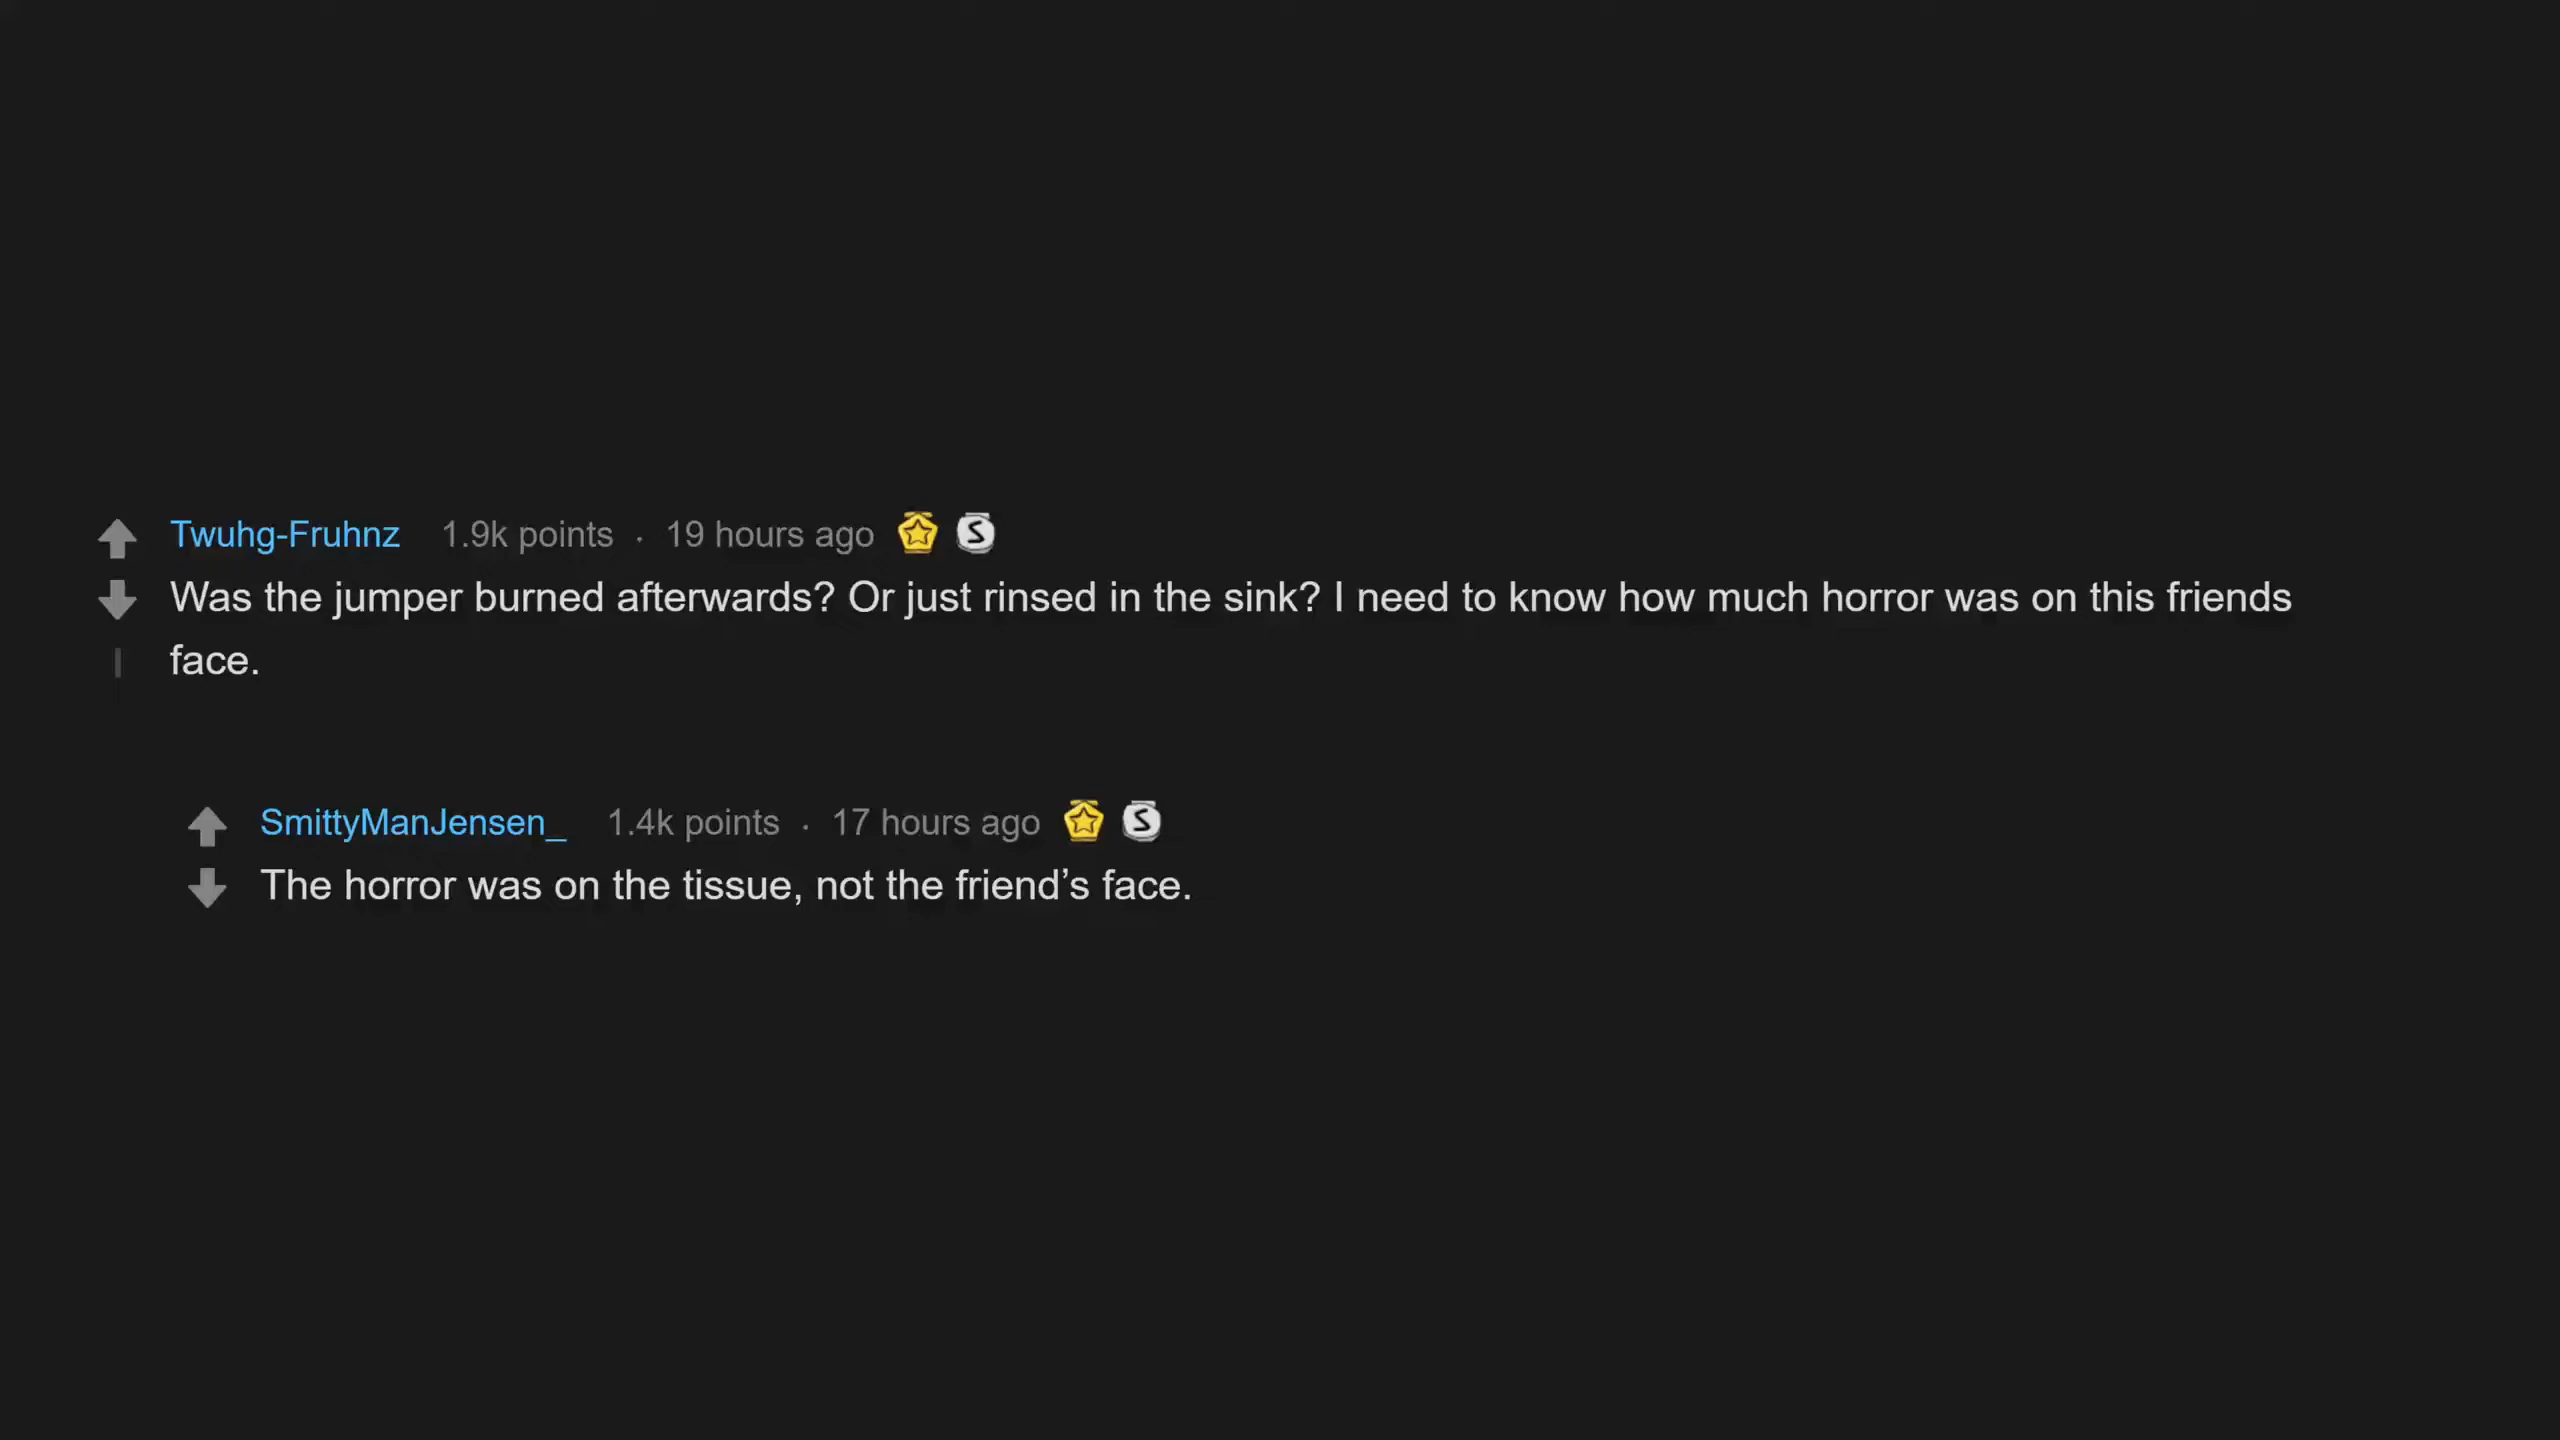 Twuhg-Fruhnz 1.9k points · 19 hours ago S
Was the jumper burned afterwards? Or just rinsed in the sink? I need to know how much horror was on this friends
face.
SmittyManJensen_ 1.4k points · 17 hours ago S
The horror was on the tissue, not the friend’s face.